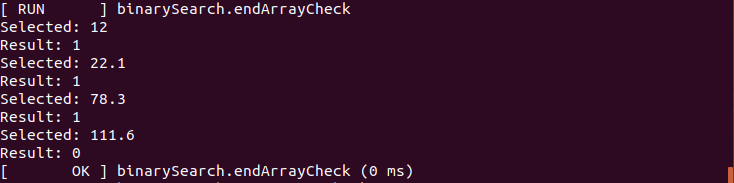 [ RUN      ] binarySearch.endArrayCheck
Selected: 12
Result: 1
Selected: 22.1
Result: 1
Selected: 78.3
Result: 1
Selected: 111.6
Result: 0
[       OK ] binarySearch.endArrayCheck (0 ms)